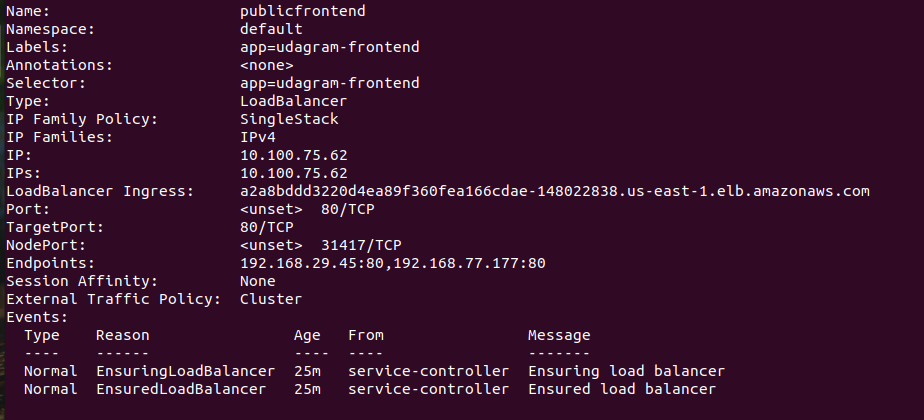 Name:                     publicfrontend
Namespace:                default
Labels:                   app=udagram-frontend
Annotations:              <none>
Selector:                 app=udagram-frontend
Type:                     LoadBalancer
IP Family Policy:         SingleStack
IP Families:              IPv4
IP:                       10.100.75.62
IPs:                      10.100.75.62
LoadBalancer Ingress:     a2a8bddd3220d4ea89f360fea166cdae-148022838.us-east-1.elb.amazonaws.com
Port:                     <unset>  80/TCP
TargetPort:               80/TCP
NodePort:                 <unset>  31417/TCP
Endpoints:                192.168.29.45:80,192.168.77.177:80
Session Affinity:         None
External Traffic Policy:  Cluster
Events:
  Type    Reason                Age   From                Message
  ----    ------                ----  ----                -------
  Normal  EnsuringLoadBalancer  25m   service-controller  Ensuring load balancer
  Normal  EnsuredLoadBalancer   25m   service-controller  Ensured load balancer